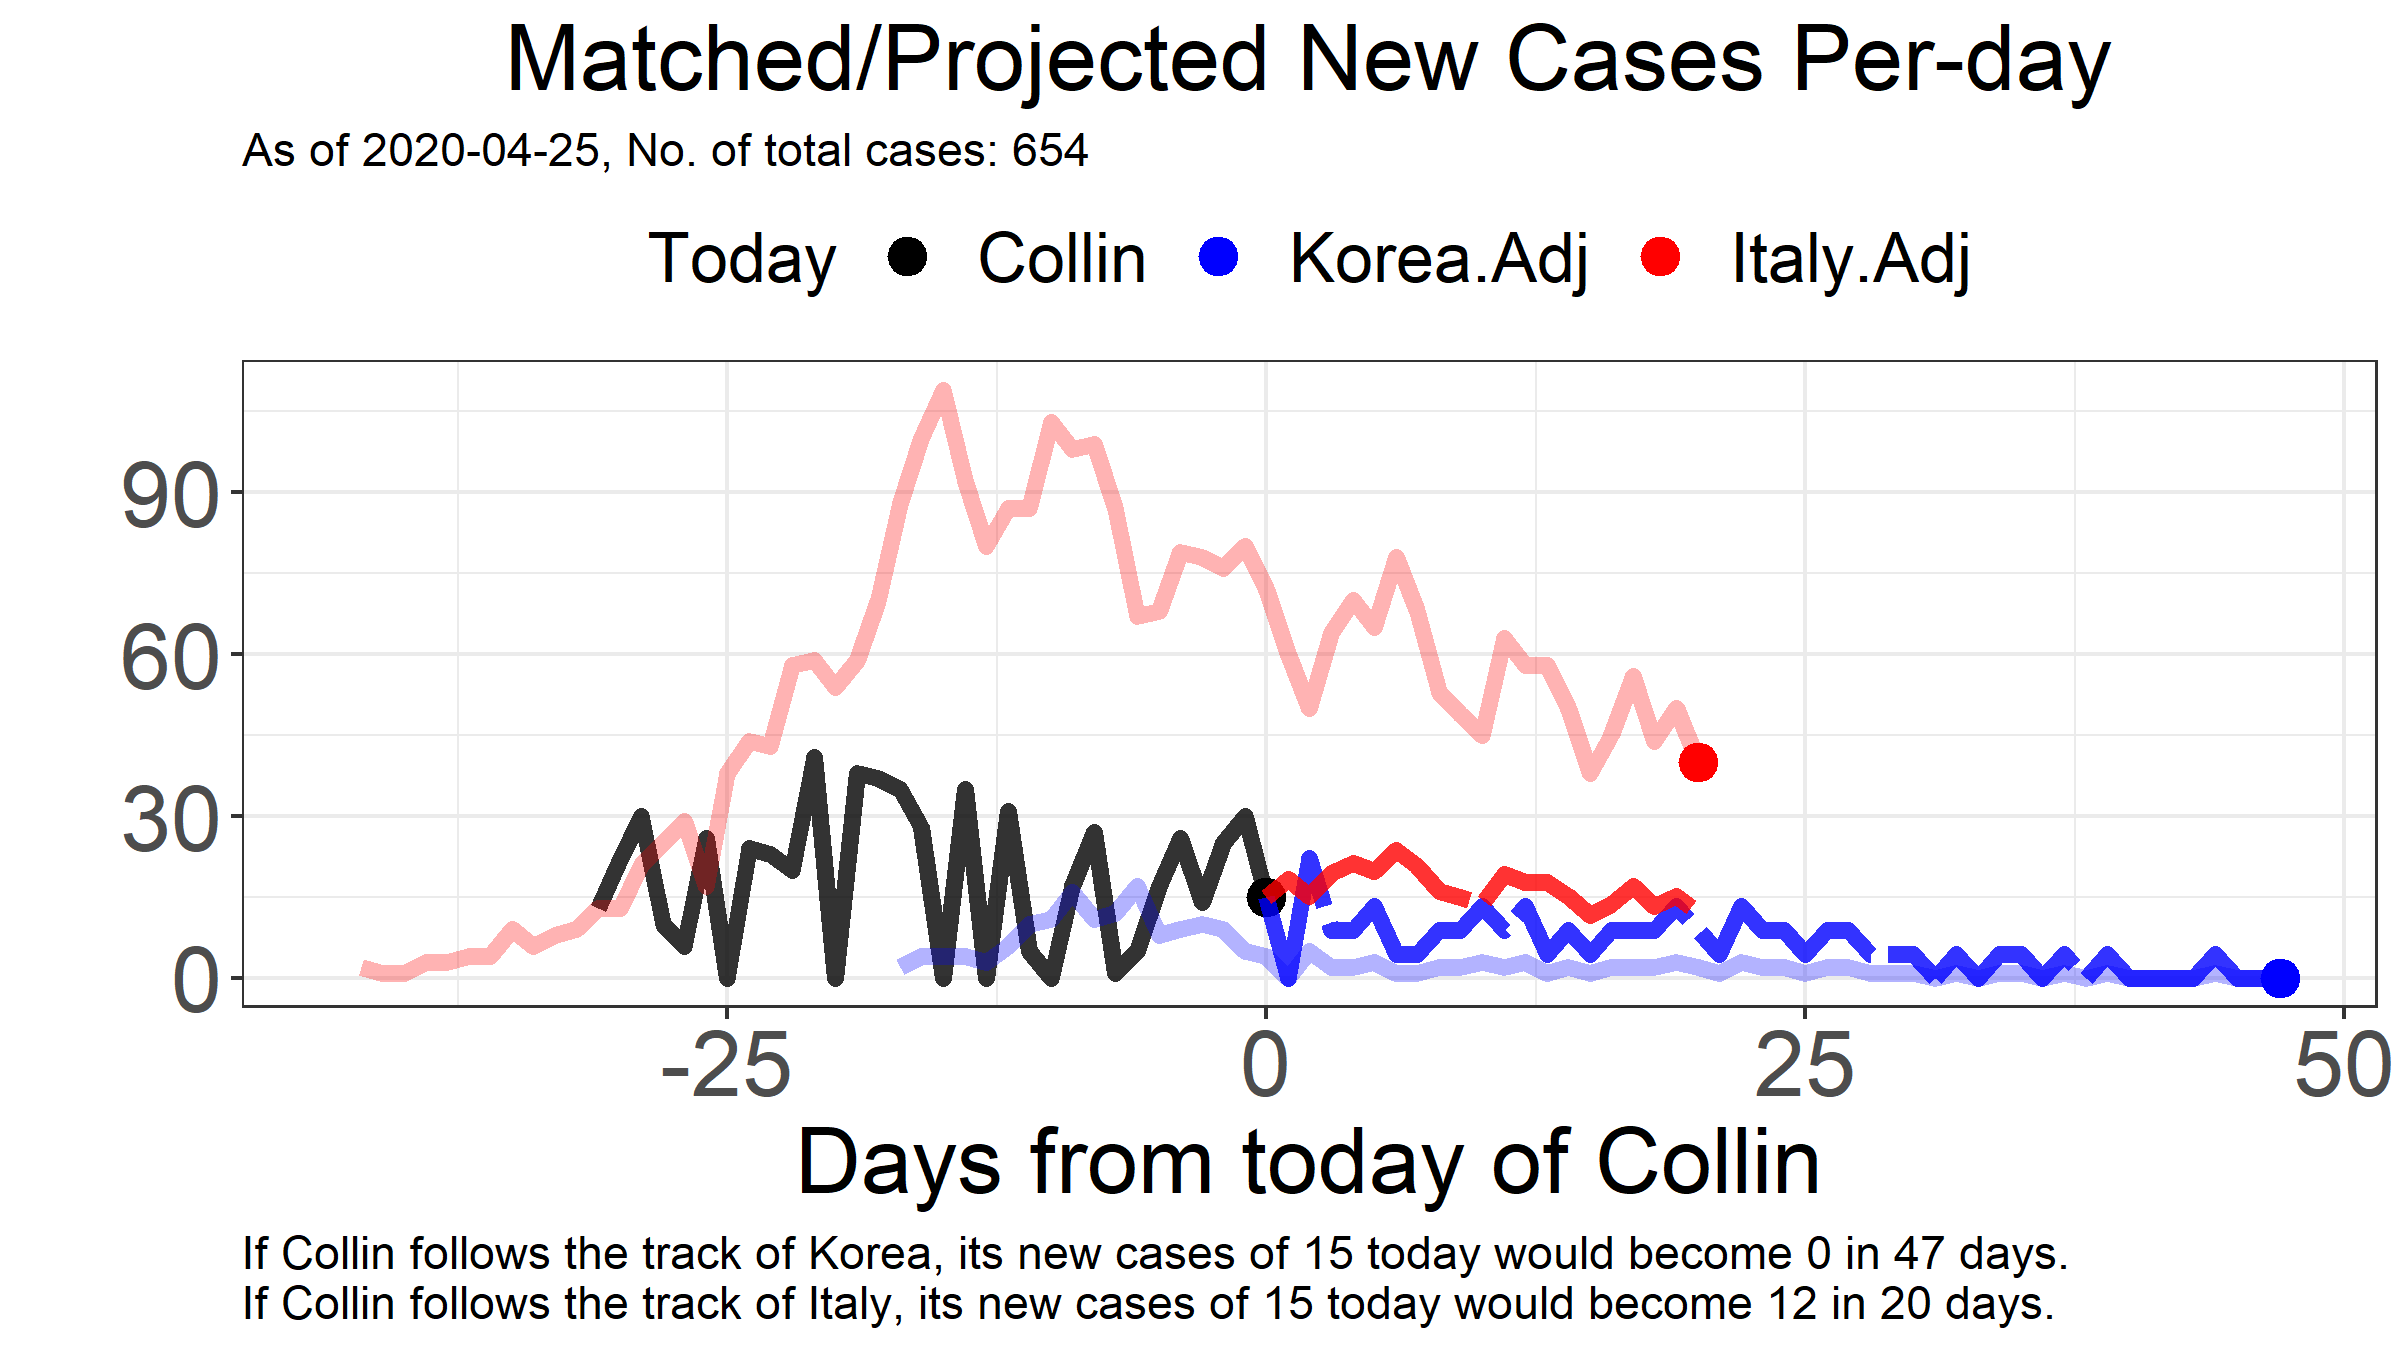 Matched/Projected New Cases Per-day
As of 2020-04-25, No. of total cases: 654
Today Collin Korea.Adj Italy.Adj
90
60
30
0
-25 0 25 50
Days from today of Collin
If Collin follows the track of Korea, its new cases of 15 today would become 0 in 47 days.
If Collin follows the track of Italy, its new cases of 15 today would become 12 in 20 days.